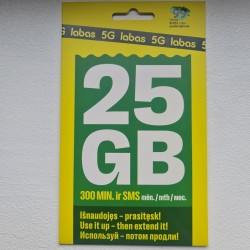 5G labas 5G labas 5G labas
25
GB
300 MIN. ir SMS mėn. / mth / мес.
Išnaudojęs – prasitęsk!
Use it up – then extend it!
Используй – потом продли!